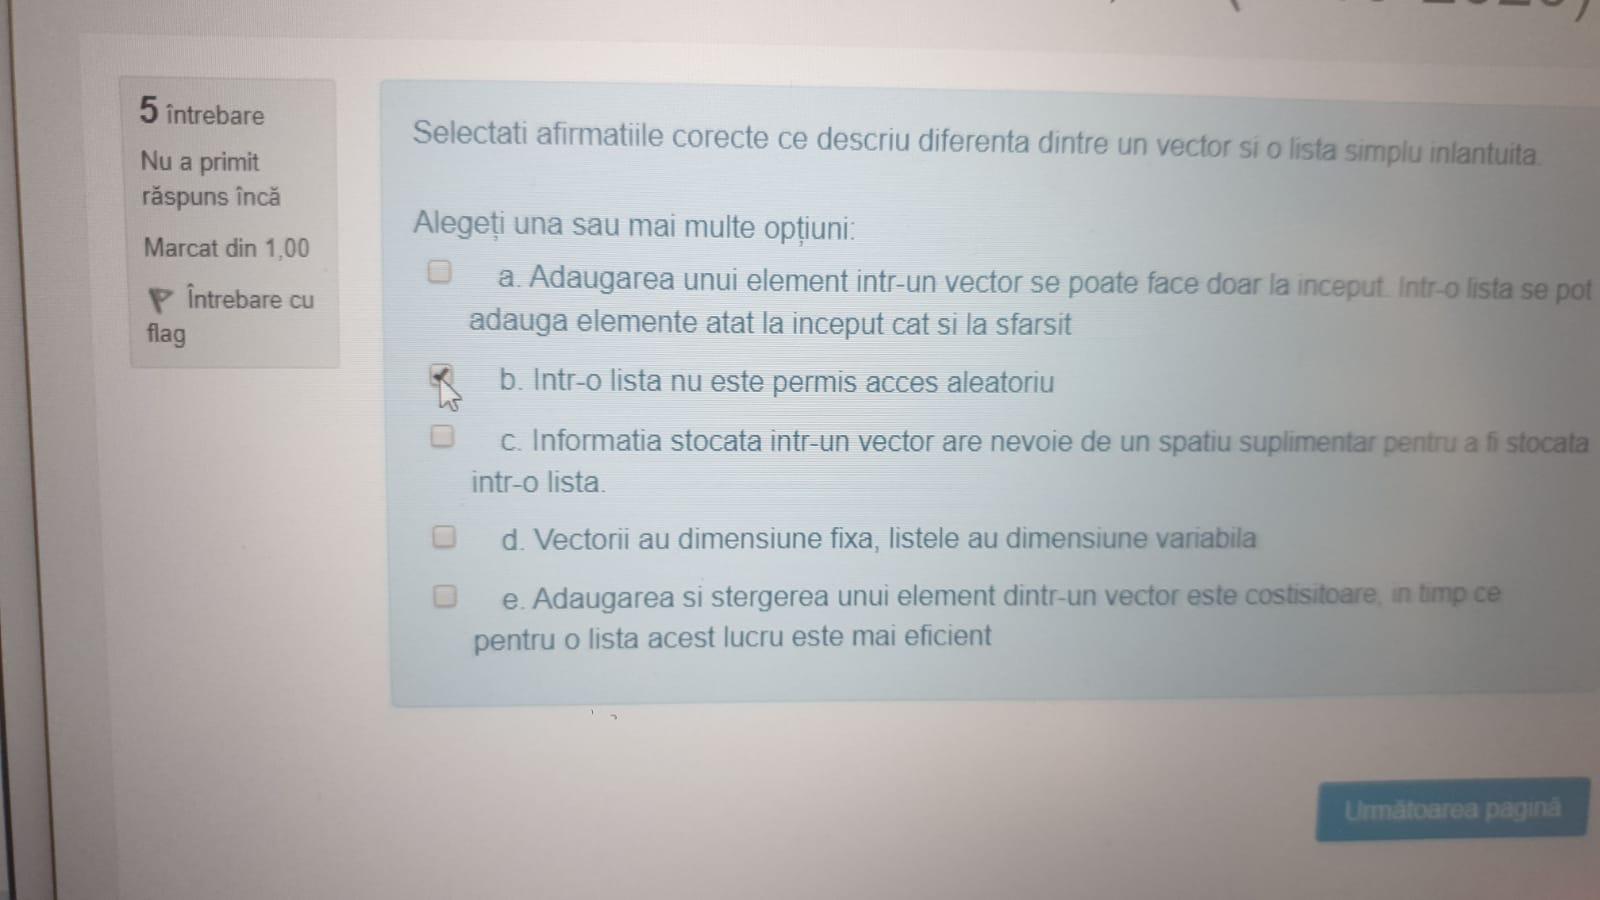 5 întrebare
Nu a primit
răspuns încă
Marcat din 1,00
Întrebare cu
flag
Selectati afirmatiile corecte ce descriu diferenta dintre un vector si o lista simplu inlantuita.
Alegeți una sau mai multe opțiuni:
a. Adaugarea unui element intr-un vector se poate face doar la inceput. Intr-o lista se pot
adauga elemente atat la inceput cat si la sfarsit
b. Intr-o lista nu este permis acces aleatoriu
c. Informatia stocata intr-un vector are nevoie de un spatiu suplimentar pentru a fi stocata
intr-o lista.
d. Vectorii au dimensiune fixa, listele au dimensiune variabila
e. Adaugarea si stergerea unui element dintr-un vector este costisitoare, in timp ce
pentru o lista acest lucru este mai eficient
Următoarea pagină